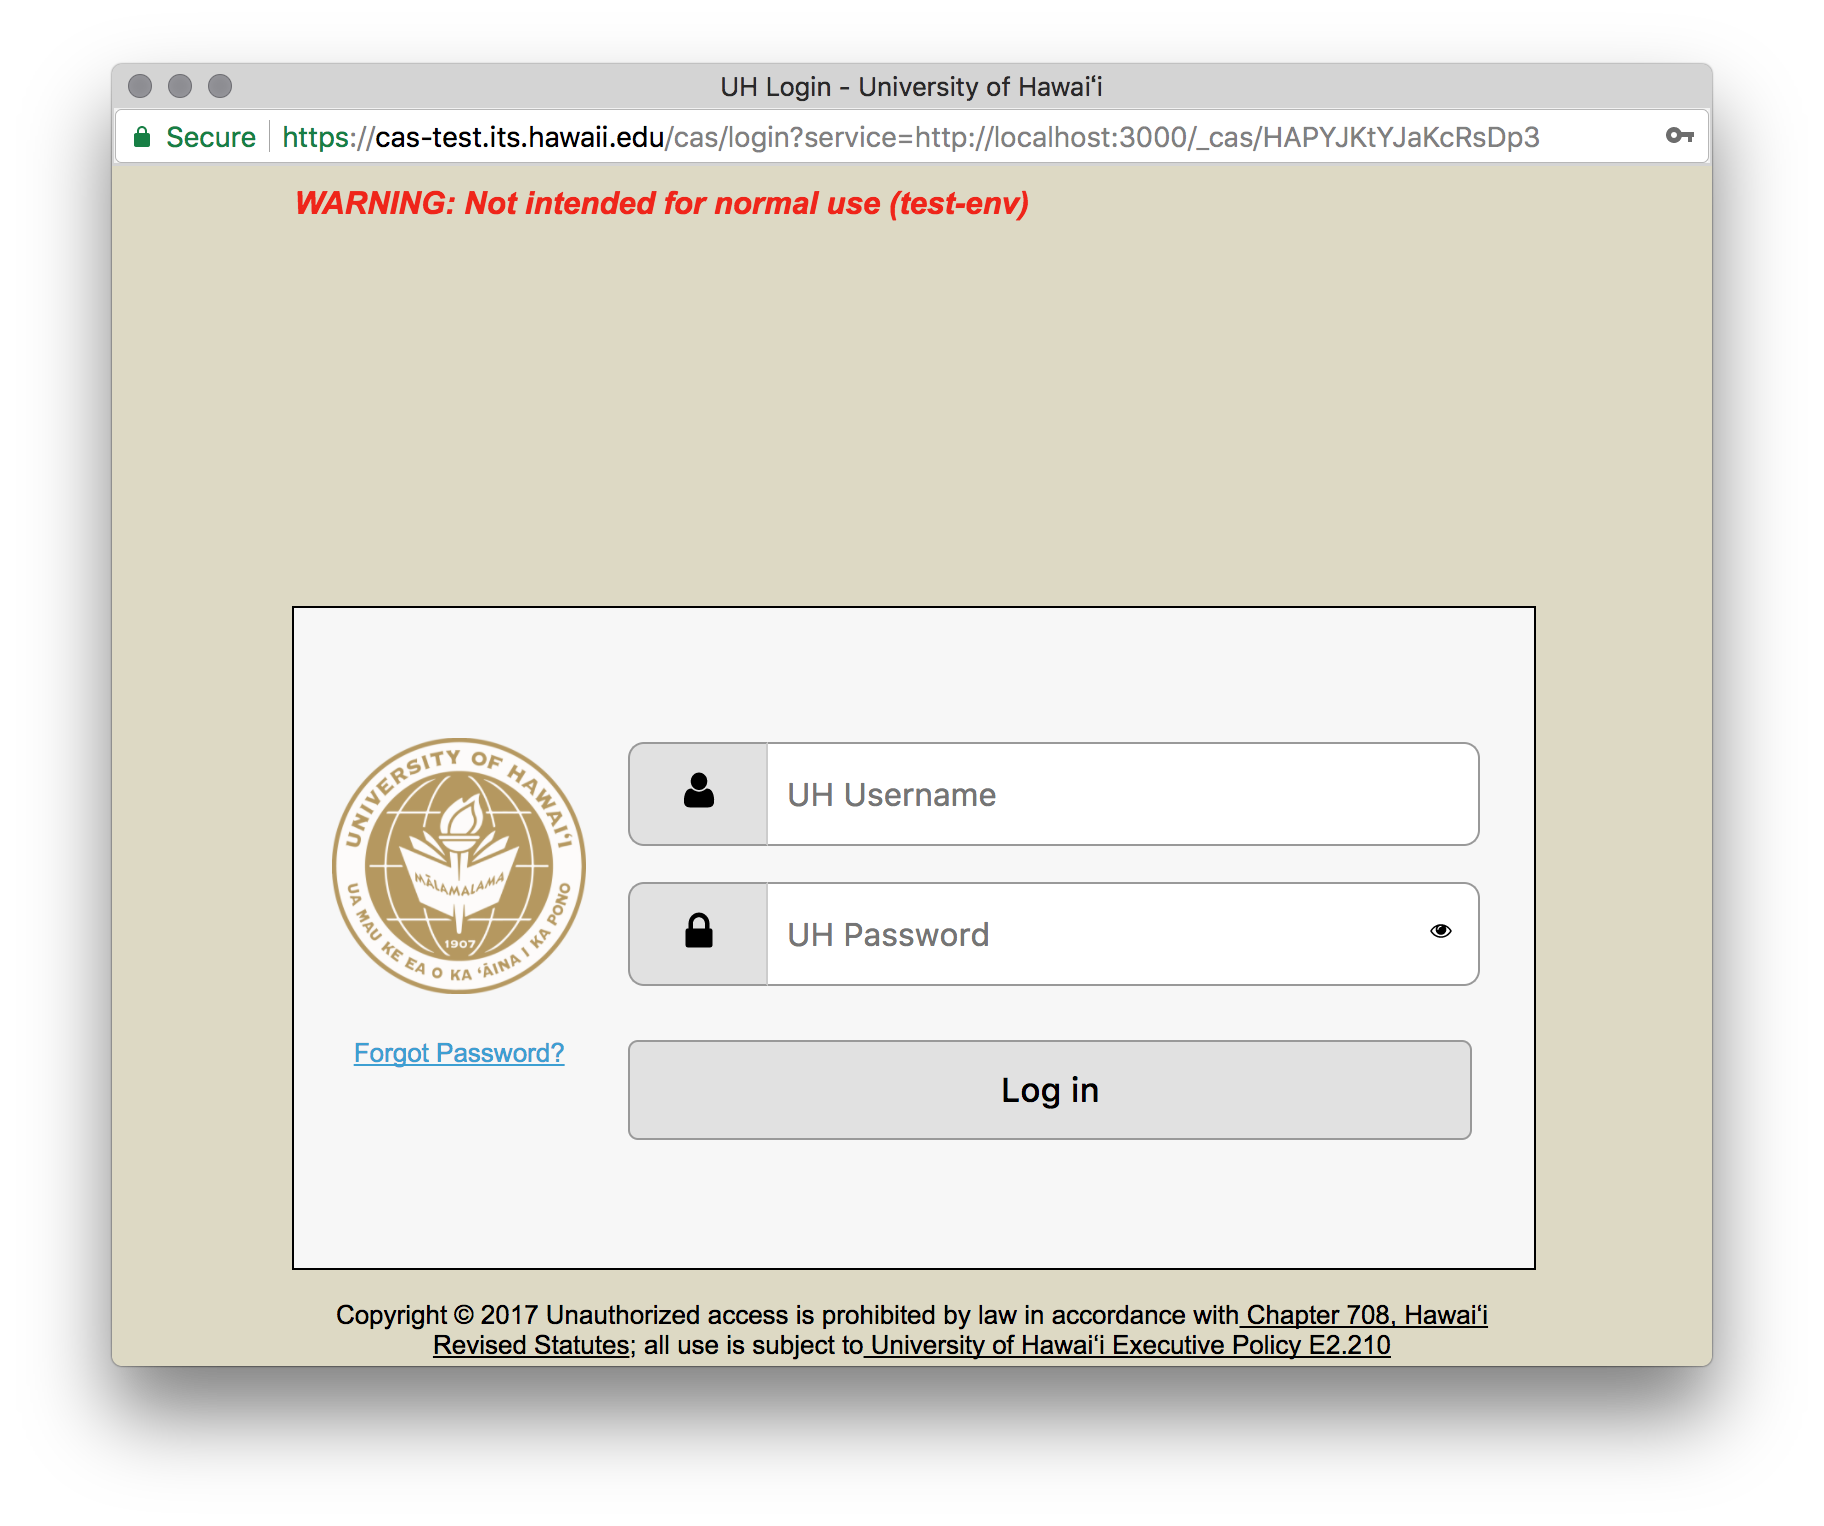 UH Login - University of Hawaiʻi
Secure https://cas-test.its.hawaii.edu/cas/login?service=http://localhost:3000/_cas/HAPYJKtYJaKcRsDp3
WARNING: Not intended for normal use (test-env)
UNIVERSITY OF HAWAIʻI
MĀLAMALAMA
1907
UA MAU KE EA O KA ʻĀINA I KA PONO
UH Username
UH Password
Forgot Password?
Log in
Copyright © 2017 Unauthorized access is prohibited by law in accordance with Chapter 708, Hawaiʻi
Revised Statutes; all use is subject to University of Hawaiʻi Executive Policy E2.210